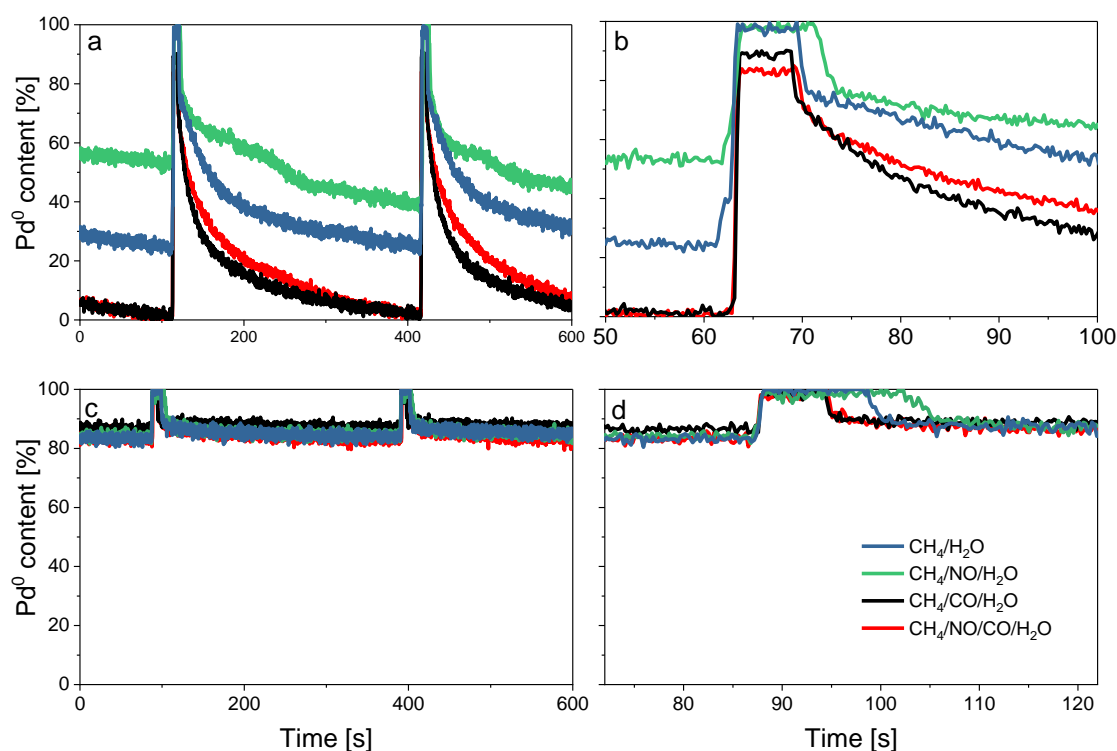 a
Pd⁰ content [%]
100
80
60
40
20
0
0
200
400
600
b
50
60
70
80
90
100
c
Pd⁰ content [%]
100
80
60
40
20
0
0
200
400
600
Time [s]
d
CH₄/H₂O
CH₄/NO/H₂O
CH₄/CO/H₂O
CH₄/NO/CO/H₂O
80
90
100
110
120
Time [s]